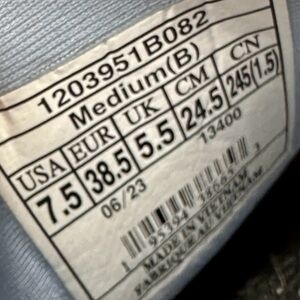 1203951B082
Medium(B)
USA EUR UK CM CN
7.5 38.5 5.5 24.5 245(1.5)
06/23 13400
MADE IN VIETNAM
FABRIQUE AU VIETNAM